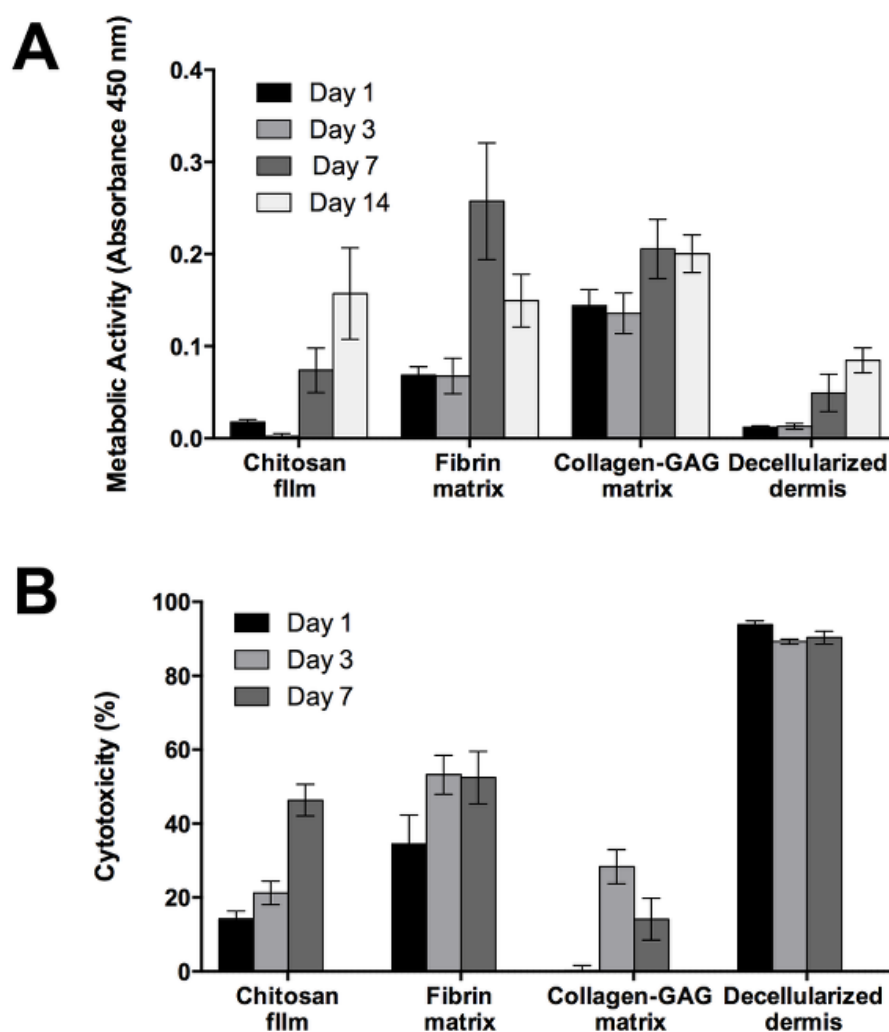 A
Metabolic Activity (Absorbance 450 nm)
0.4
0.3
0.2
0.1
0.0
Day 1
Day 3
Day 7
Day 14
Chitosan
fllm
Fibrin
matrix
Collagen-GAG
matrix
Decellularized
dermis
B
Cytotoxicity (%)
100
80
60
40
20
0
Day 1
Day 3
Day 7
Chitosan
fllm
Fibrin
matrix
Collagen-GAG
matrix
Decellularized
dermis